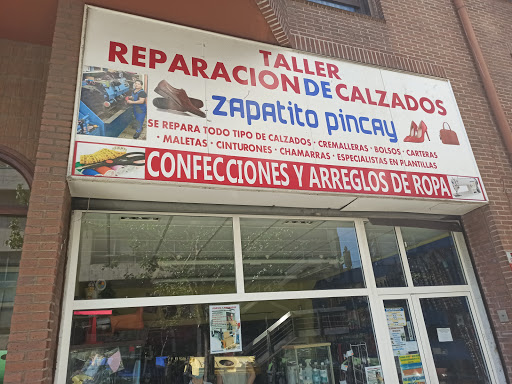 TALLER
REPARACION DE CALZADOS
ZAPATITO PINCAY
SE REPARA TODO TIPO DE CALZADOS · CREMALLERAS · BOLSOS · CARTERAS
· MALETAS · CINTURONES · CHAMARRAS · ESPECIALISTAS EN PLANTILLAS
CONFECCIONES Y ARREGLOS DE ROPA